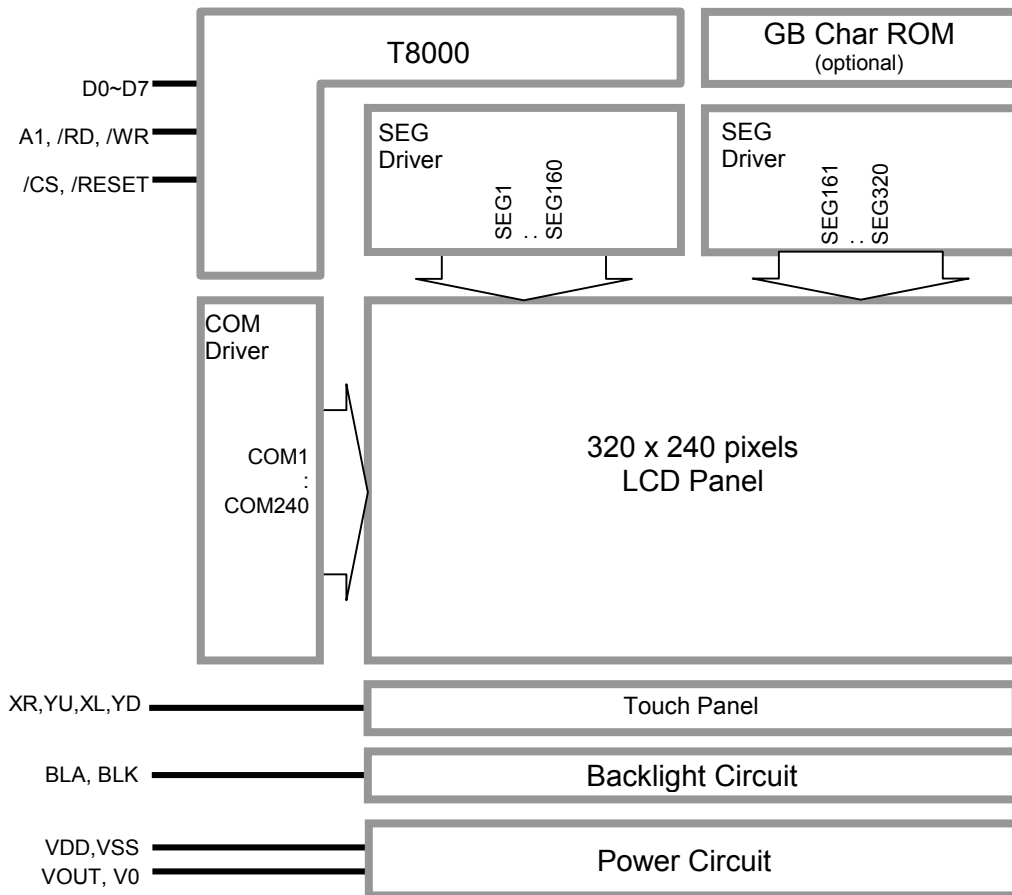 T8000
GB Char ROM
(optional)
D0~D7
A1, /RD, /WR
/CS, /RESET
SEG
Driver
SEG1
..
SEG160
SEG
Driver
SEG161
..
SEG320
COM
Driver
COM1
:
COM240
320 x 240 pixels
LCD Panel
XR,YU,XL,YD
Touch Panel
BLA, BLK
Backlight Circuit
VDD,VSS
VOUT, V0
Power Circuit